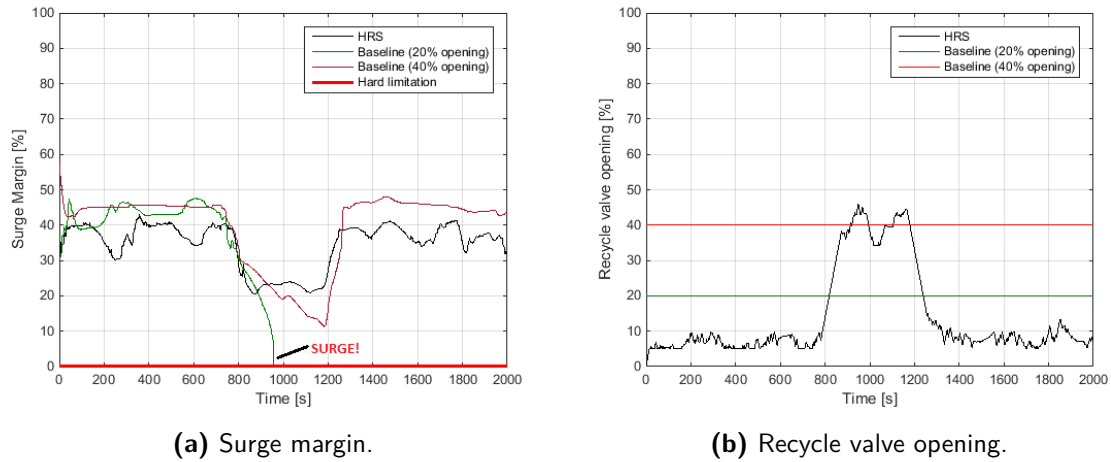 100
90
80
70
60
50
40
30
20
10
0
Surge Margin [%]
HRS
Baseline (20% opening)
Baseline (40% opening)
Hard limitation
SURGE!
0 200 400 600 800 1000 1200 1400 1600 1800 2000
Time [s]
(a) Surge margin.
100
90
80
70
60
50
40
30
20
10
0
Recycle valve opening [%]
HRS
Baseline (20% opening)
Baseline (40% opening)
0 200 400 600 800 1000 1200 1400 1600 1800 2000
Time [s]
(b) Recycle valve opening.